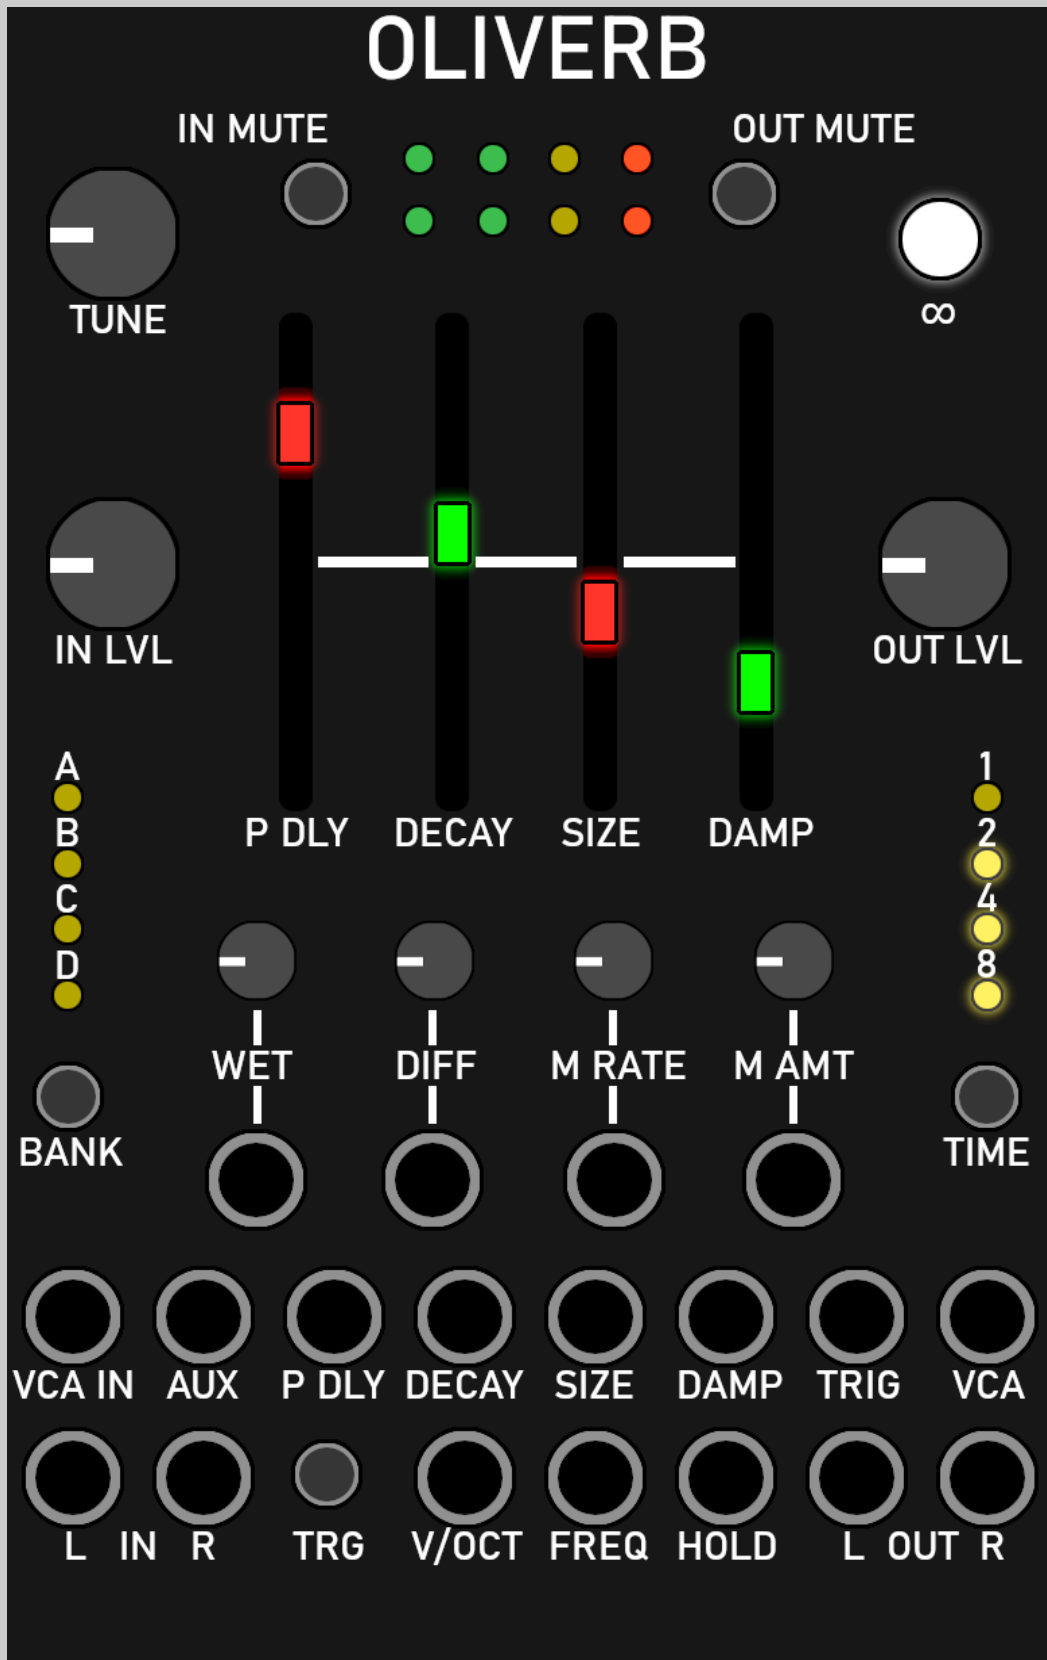 OLIVERB
IN MUTE
OUT MUTE
TUNE
∞
IN LVL
OUT LVL
A
B
C
D
1
2
4
8
P DLY DECAY SIZE DAMP
WET DIFF M RATE M AMT
BANK
TIME
VCA IN AUX P DLY DECAY SIZE DAMP TRIG VCA
L IN R TRG V/OCT FREQ HOLD L OUT R